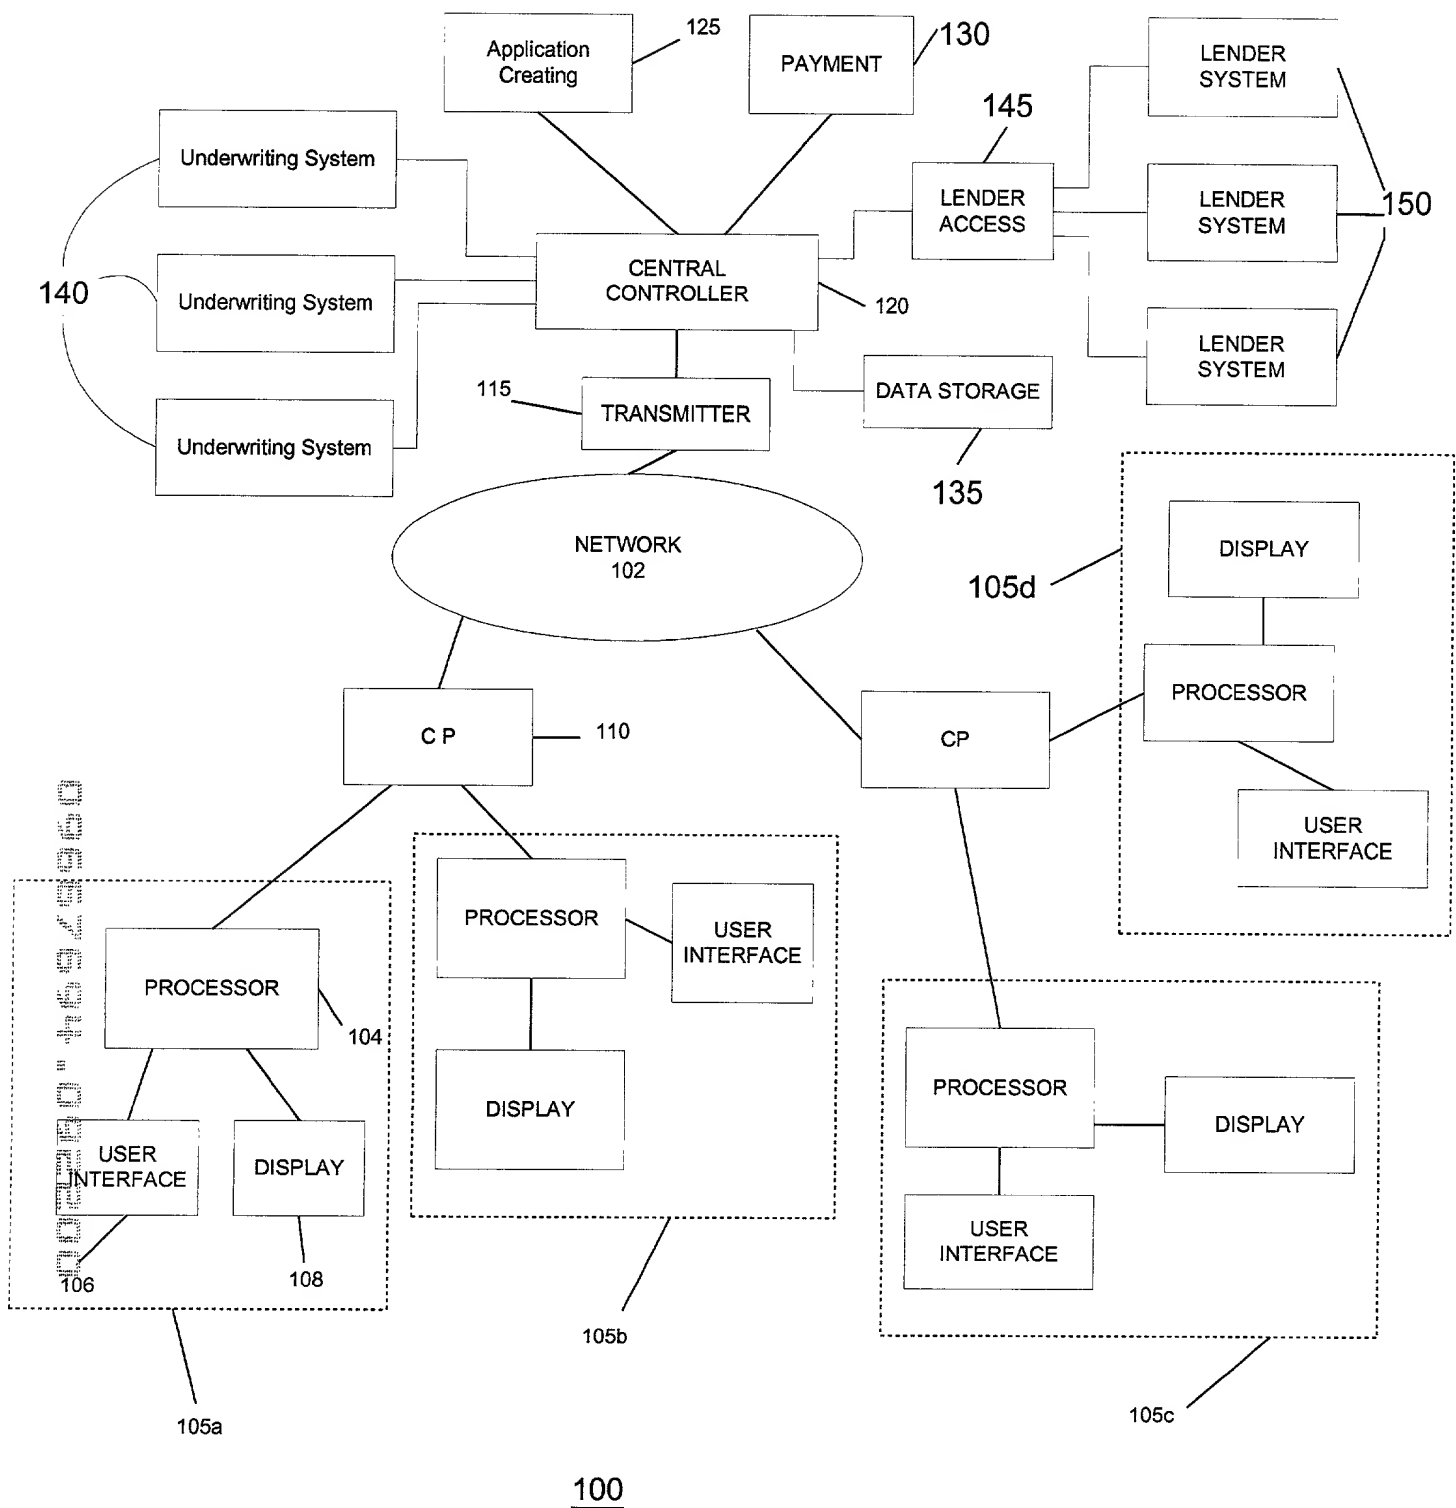 125
130
Application
Creating
PAYMENT
LENDER
SYSTEM
145
Underwriting System
LENDER
ACCESS
LENDER
SYSTEM
150
CENTRAL
CONTROLLER
120
140
Underwriting System
LENDER
SYSTEM
115
TRANSMITTER
DATA STORAGE
Underwriting System
135
NETWORK
102
105d
DISPLAY
PROCESSOR
USER
INTERFACE
C P
110
CP
PROCESSOR
USER
INTERFACE
DISPLAY
PROCESSOR
104
USER
INTERFACE
DISPLAY
106
108
PROCESSOR
DISPLAY
USER
INTERFACE
105b
105a
105c
100